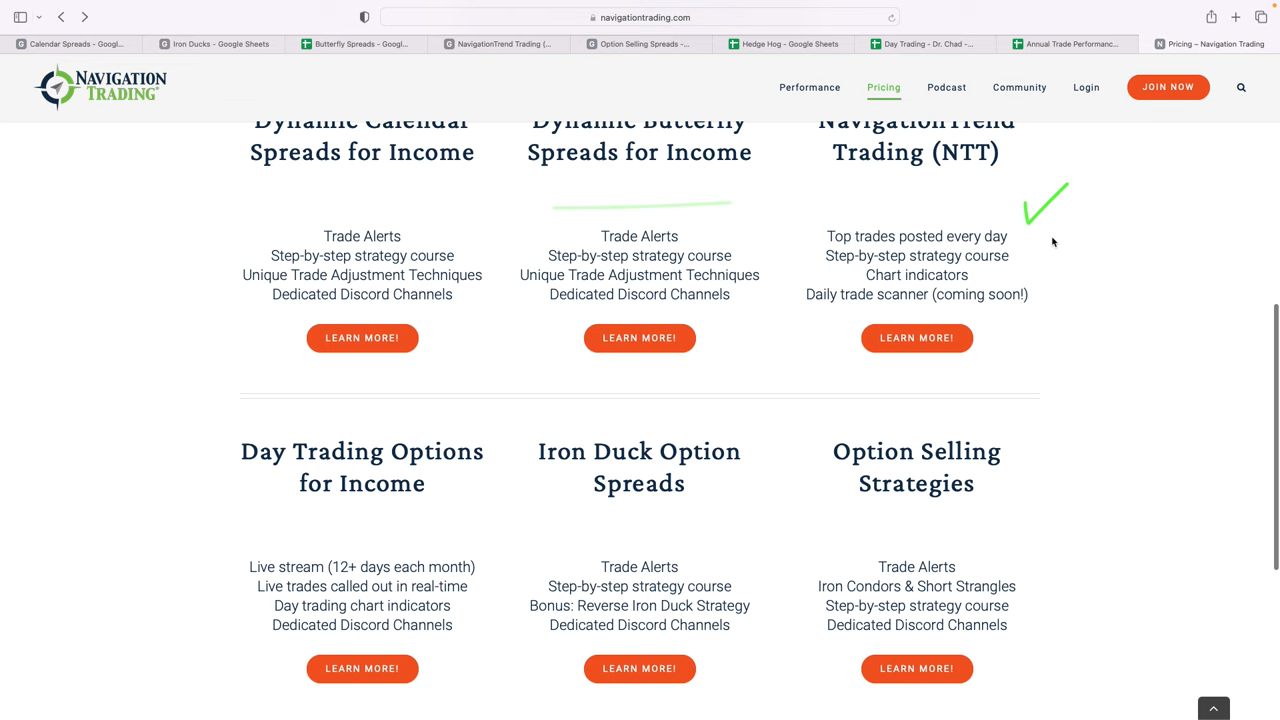 navigationtrading.com
Calendar Spreads - Googl...
Iron Ducks - Google Sheets
Butterfly Spreads - Googl...
NavigationTrend Trading (...
Option Selling Spreads -...
Hedge Hog - Google Sheets
Day Trading - Dr. Chad -...
Annual Trade Performanc...
N
Pricing – Navigation Trading
NAVIGATION
TRADING
Performance
Pricing
Podcast
Community
Login
JOIN NOW
Dynamic Calendar
Spreads for Income
Trade Alerts
Step-by-step strategy course
Unique Trade Adjustment Techniques
Dedicated Discord Channels
LEARN MORE!
Dynamic Butterfly
Spreads for Income
Trade Alerts
Step-by-step strategy course
Unique Trade Adjustment Techniques
Dedicated Discord Channels
LEARN MORE!
NavigationTrend
Trading (NTT)
Top trades posted every day
Step-by-step strategy course
Chart indicators
Daily trade scanner (coming soon!)
LEARN MORE!
Day Trading Options
for Income
Live stream (12+ days each month)
Live trades called out in real-time
Day trading chart indicators
Dedicated Discord Channels
LEARN MORE!
Iron Duck Option
Spreads
Trade Alerts
Step-by-step strategy course
Bonus: Reverse Iron Duck Strategy
Dedicated Discord Channels
LEARN MORE!
Option Selling
Strategies
Trade Alerts
Iron Condors & Short Strangles
Step-by-step strategy course
Dedicated Discord Channels
LEARN MORE!